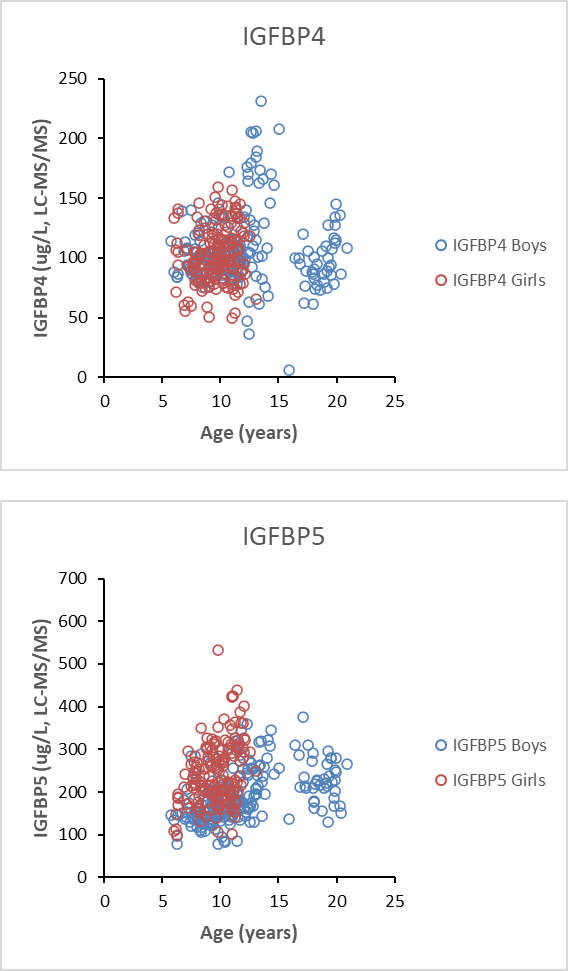 IGFBP4
250
200
150
100
50
0
IGFBP4 (ug/L, LC-MS/MS)
0 5 10 15 20 25
Age (years)
IGFBP4 Boys
IGFBP4 Girls
IGFBP5
700
600
500
400
300
200
100
0
IGFBP5 (ug/L, LC-MS/MS)
0 5 10 15 20 25
Age (years)
IGFBP5 Boys
IGFBP5 Girls